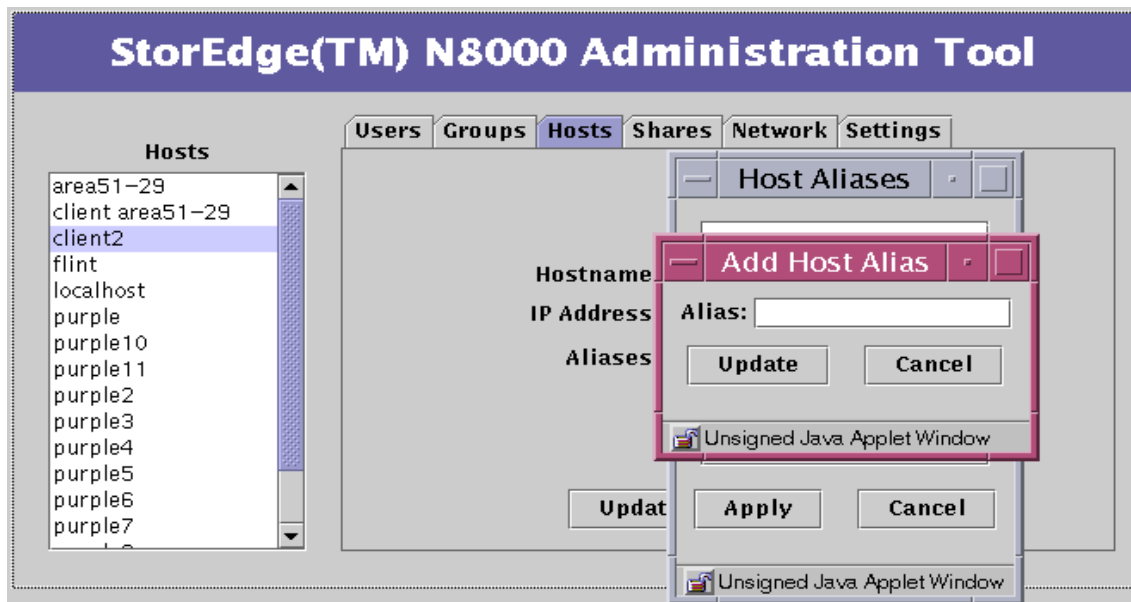 StorEdge(TM) N8000 Administration Tool
Users Groups Hosts Shares Network Settings
Hosts
area51-29
client area51-29
client2
flint
localhost
purple
purple10
purple11
purple2
purple3
purple4
purple5
purple6
purple7
Hostname
IP Address
Aliases
Updat
Host Aliases
Add Host Alias
Alias:
Update Cancel
Unsigned Java Applet Window
Apply Cancel
Unsigned Java Applet Window